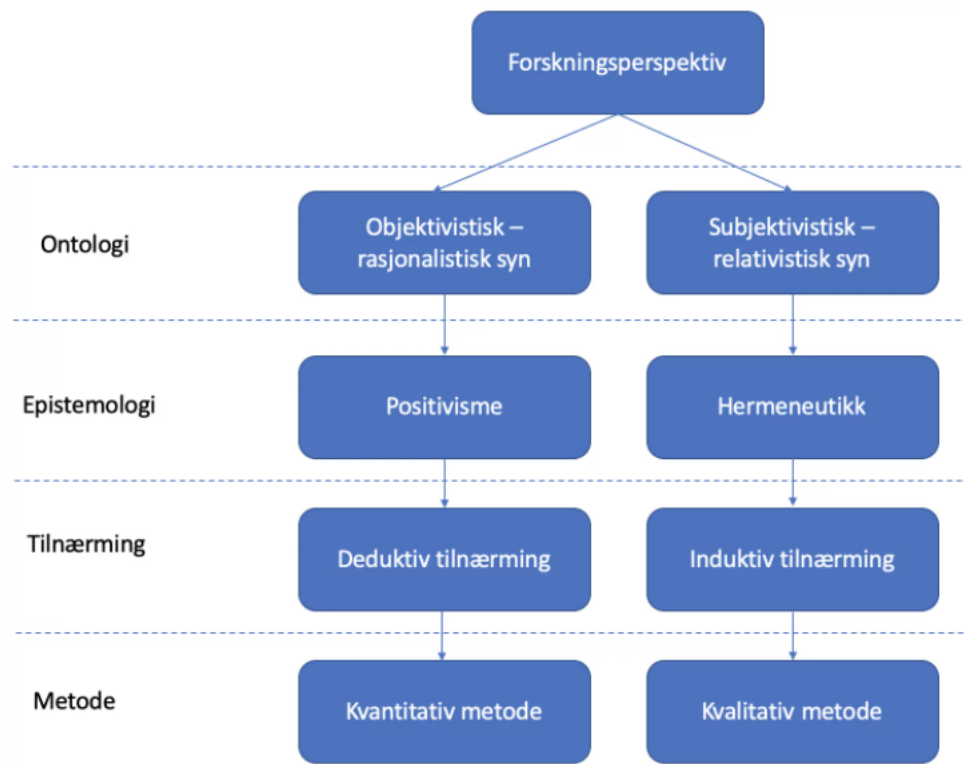 Forskningsperspektiv
Ontologi
Objektivistisk –
rasjonalistisk syn
Subjektivistisk –
relativistisk syn
Epistemologi
Positivisme
Hermeneutikk
Tilnærming
Deduktiv tilnærming
Induktiv tilnærming
Metode
Kvantitativ metode
Kvalitativ metode